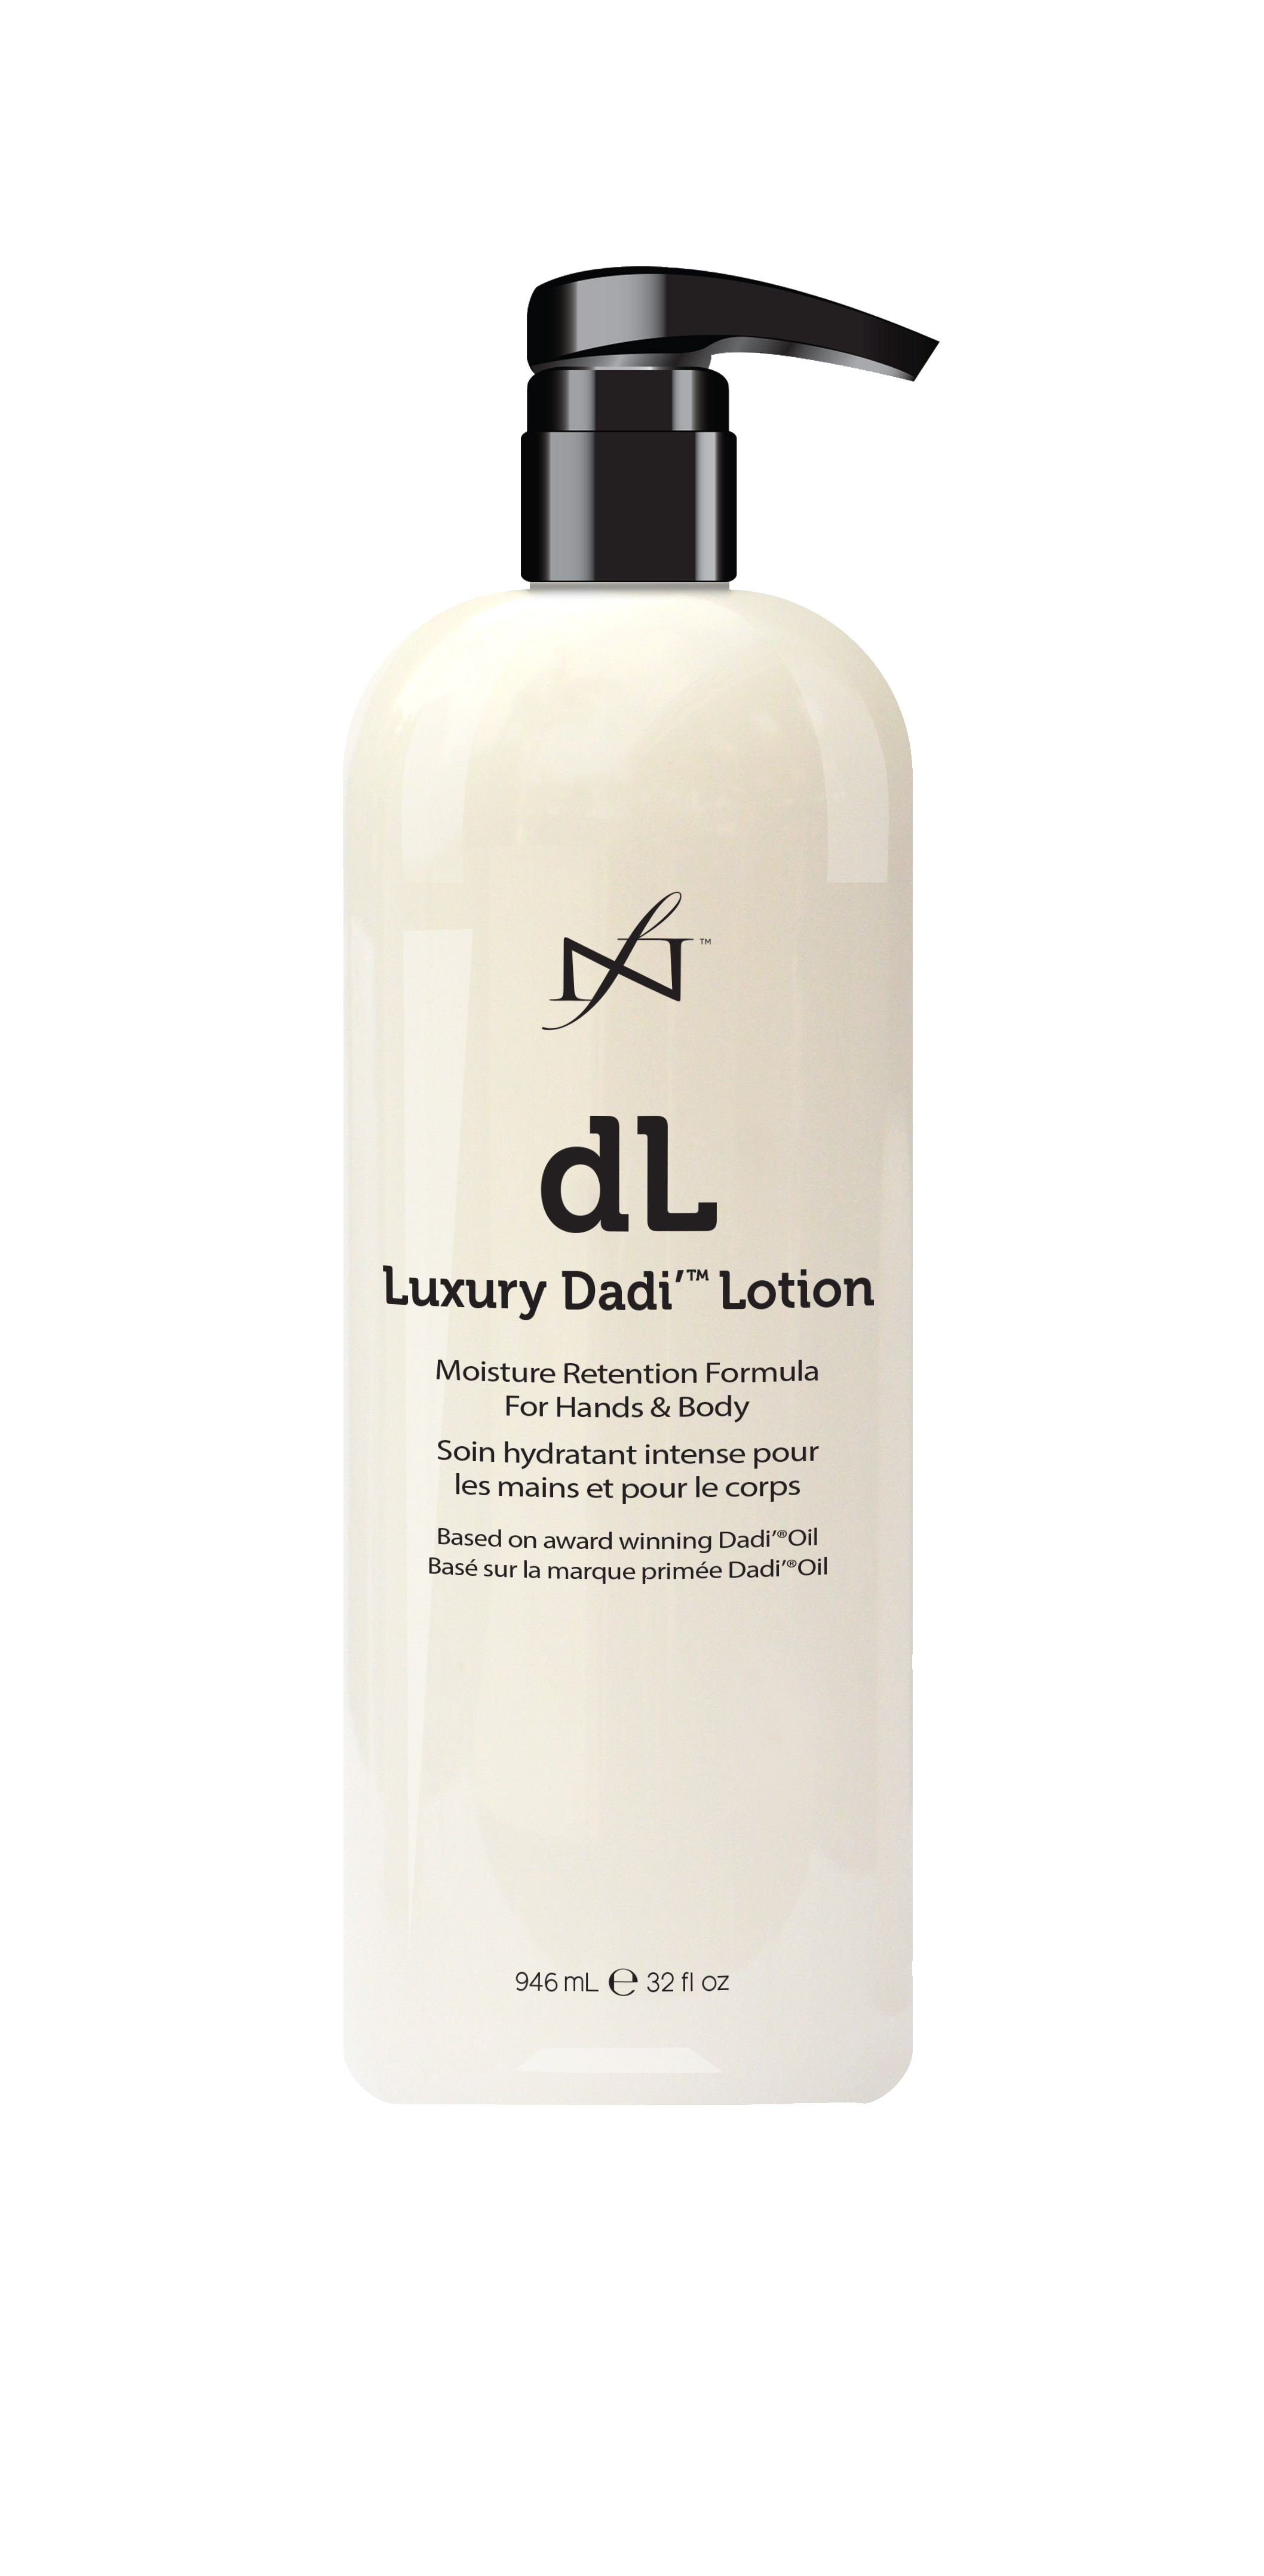 ™
dL
Luxury Dadi'™ Lotion
Moisture Retention Formula
For Hands & Body
Soin hydratant intense pour
les mains et pour le corps
Based on award winning Dadi'®Oil
Basé sur la marque primée Dadi'®Oil
946 mL ℮ 32 fl oz